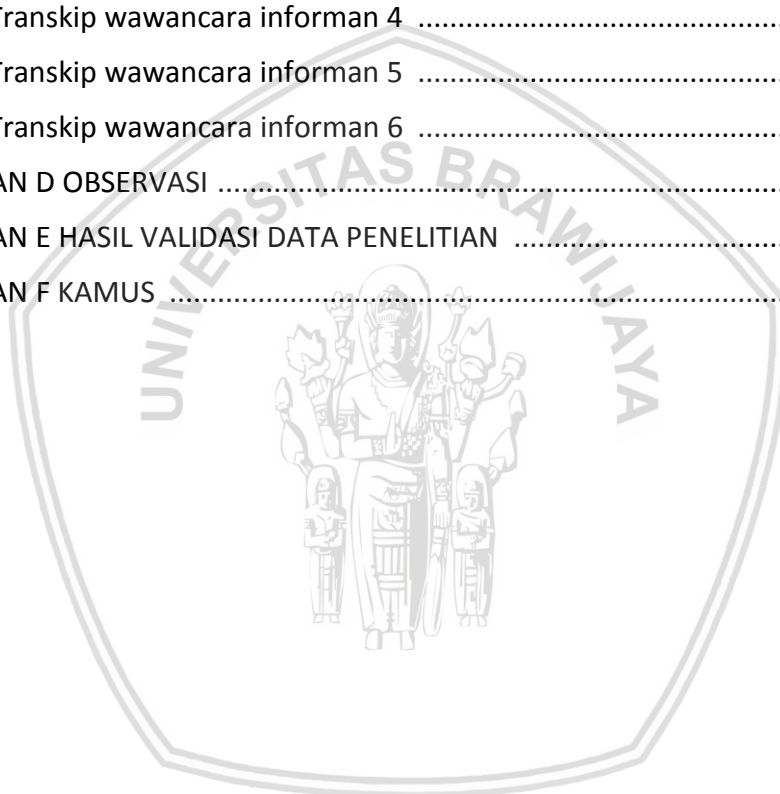 Transkip wawancara informan 4 ........................................
Transkip wawancara informan 5 ........................................
Transkip wawancara informan 6 ........................................
AN D OBSERVASI ........................................
AN E HASIL VALIDASI DATA PENELITIAN ........................................
AN F KAMUS ........................................
UNIVERSITAS BRAWIJAYA